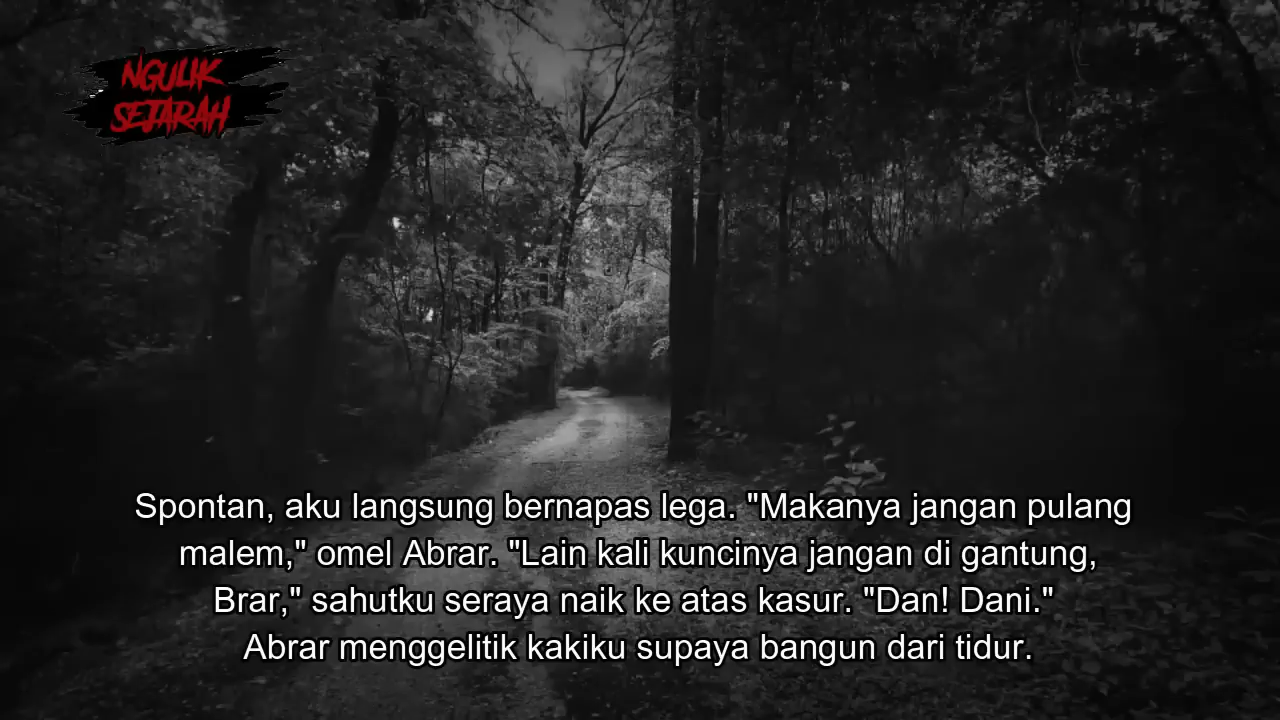 NGULIK
SEJARAH
Spontan, aku langsung bernapas lega. "Makanya jangan pulang
malem," omel Abrar. "Lain kali kuncinya jangan di gantung,
Brar," sahutku seraya naik ke atas kasur. "Dan! Dani."
Abrar menggelitik kakiku supaya bangun dari tidur.